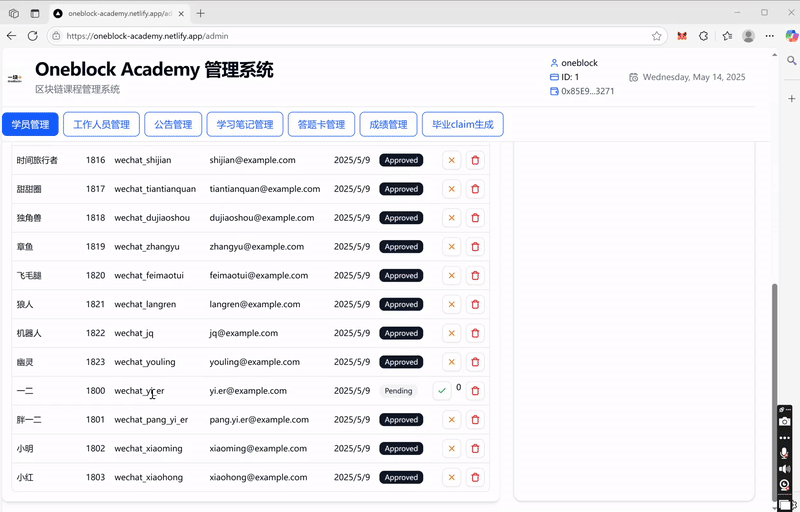 oneblock-academy.netlify.app/a
https://oneblock-academy.netlify.app/admin
Oneblock Academy 管理系统
区块链课程管理系统
oneblock
ID: 1
0x85E9...3271
Wednesday, May 14, 2025
学员管理 工作人员管理 公告管理 学习笔记管理 答题卡管理 成绩管理 毕业claim生成
时间旅行者 1816 wechat_shijian shijian@example.com 2025/5/9 Approved
甜甜圈 1817 wechat_tiantianquan tiantianquan@example.com 2025/5/9 Approved
独角兽 1818 wechat_dujiaoshou dujiaoshou@example.com 2025/5/9 Approved
章鱼 1819 wechat_zhangyu zhangyu@example.com 2025/5/9 Approved
飞毛腿 1820 wechat_feimaotui feimaotui@example.com 2025/5/9 Approved
狼人 1821 wechat_langren langren@example.com 2025/5/9 Approved
机器人 1822 wechat_jq jq@example.com 2025/5/9 Approved
幽灵 1823 wechat_youling youling@example.com 2025/5/9 Approved
一二 1800 wechat_yi_er yi.er@example.com 2025/5/9 Pending 0
胖一二 1801 wechat_pang_yi_er pang.yi.er@example.com 2025/5/9 Approved
小明 1802 wechat_xiaoming xiaoming@example.com 2025/5/9 Approved
小红 1803 wechat_xiaohong xiaohong@example.com 2025/5/9 Approved